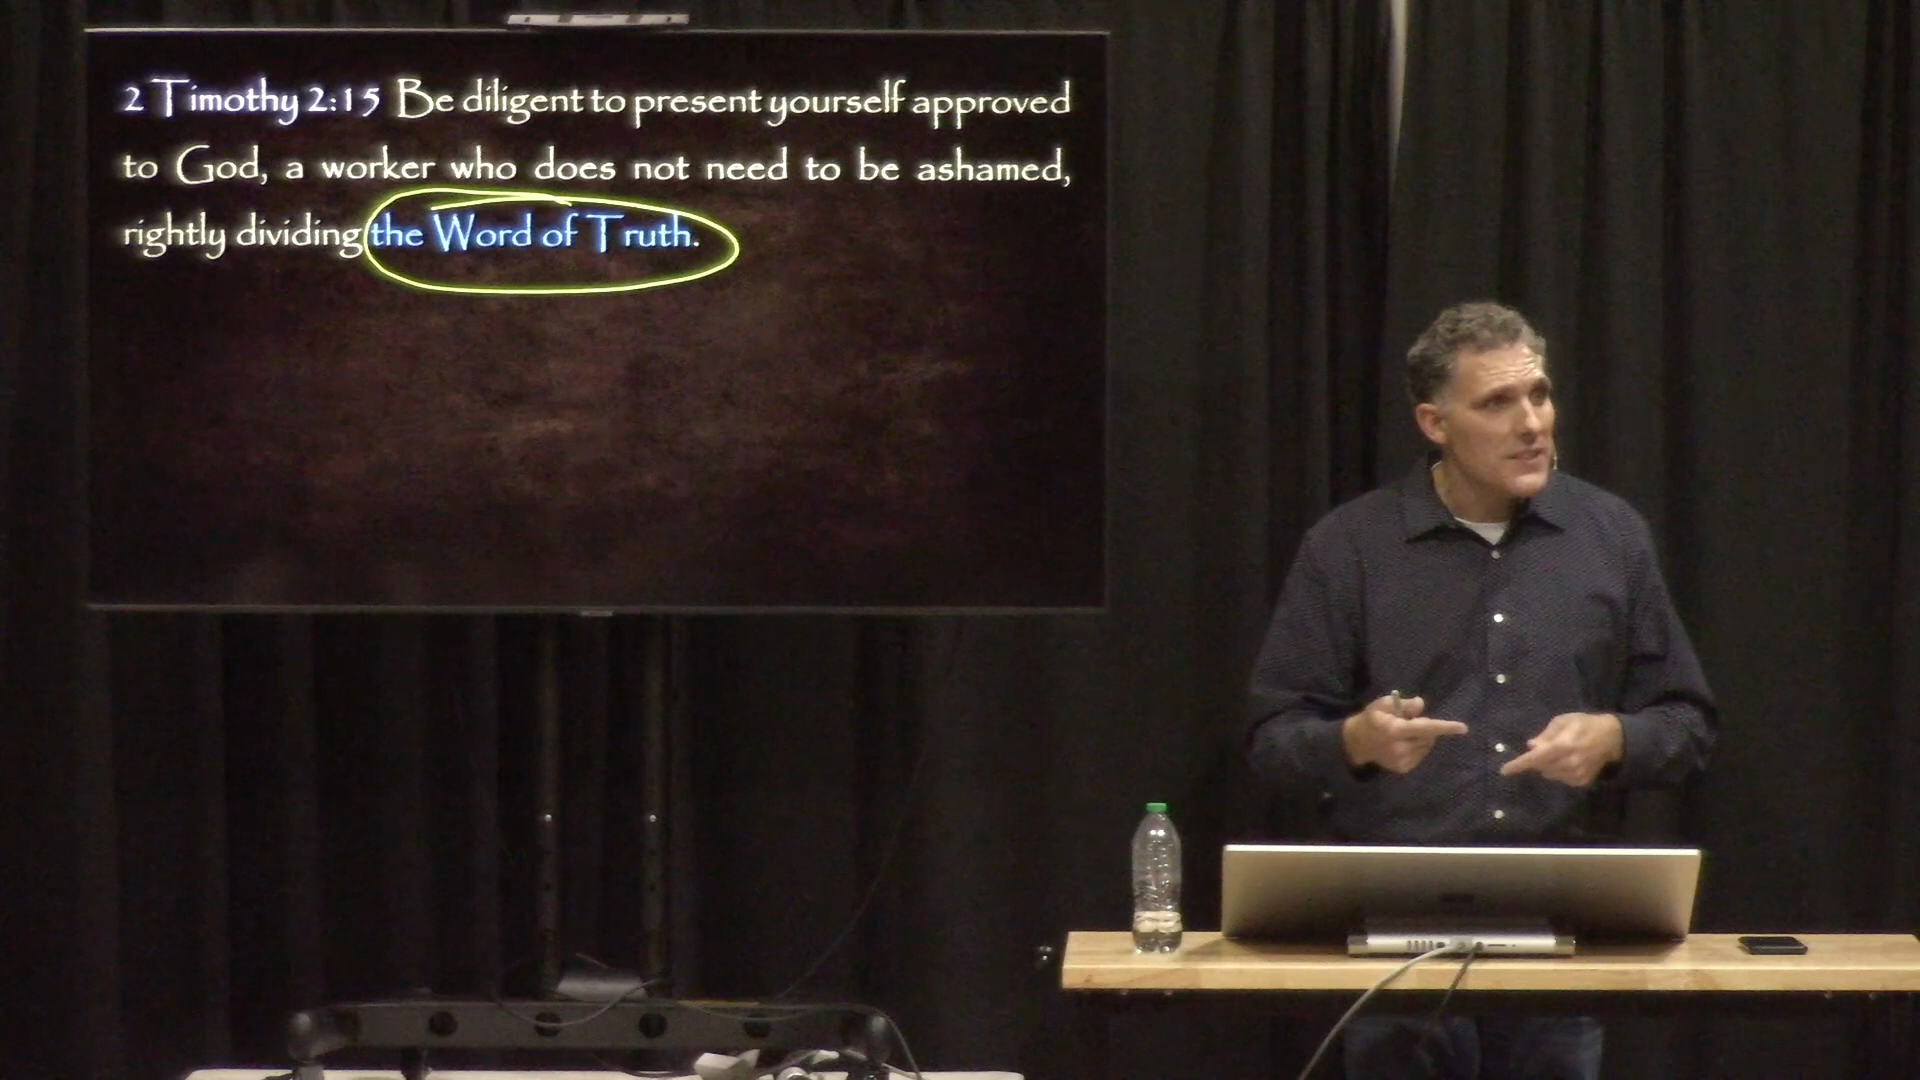 2 Timothy 2:15 Be diligent to present yourself approved
to God, a worker who does not need to be ashamed,
rightly dividing the Word of Truth.